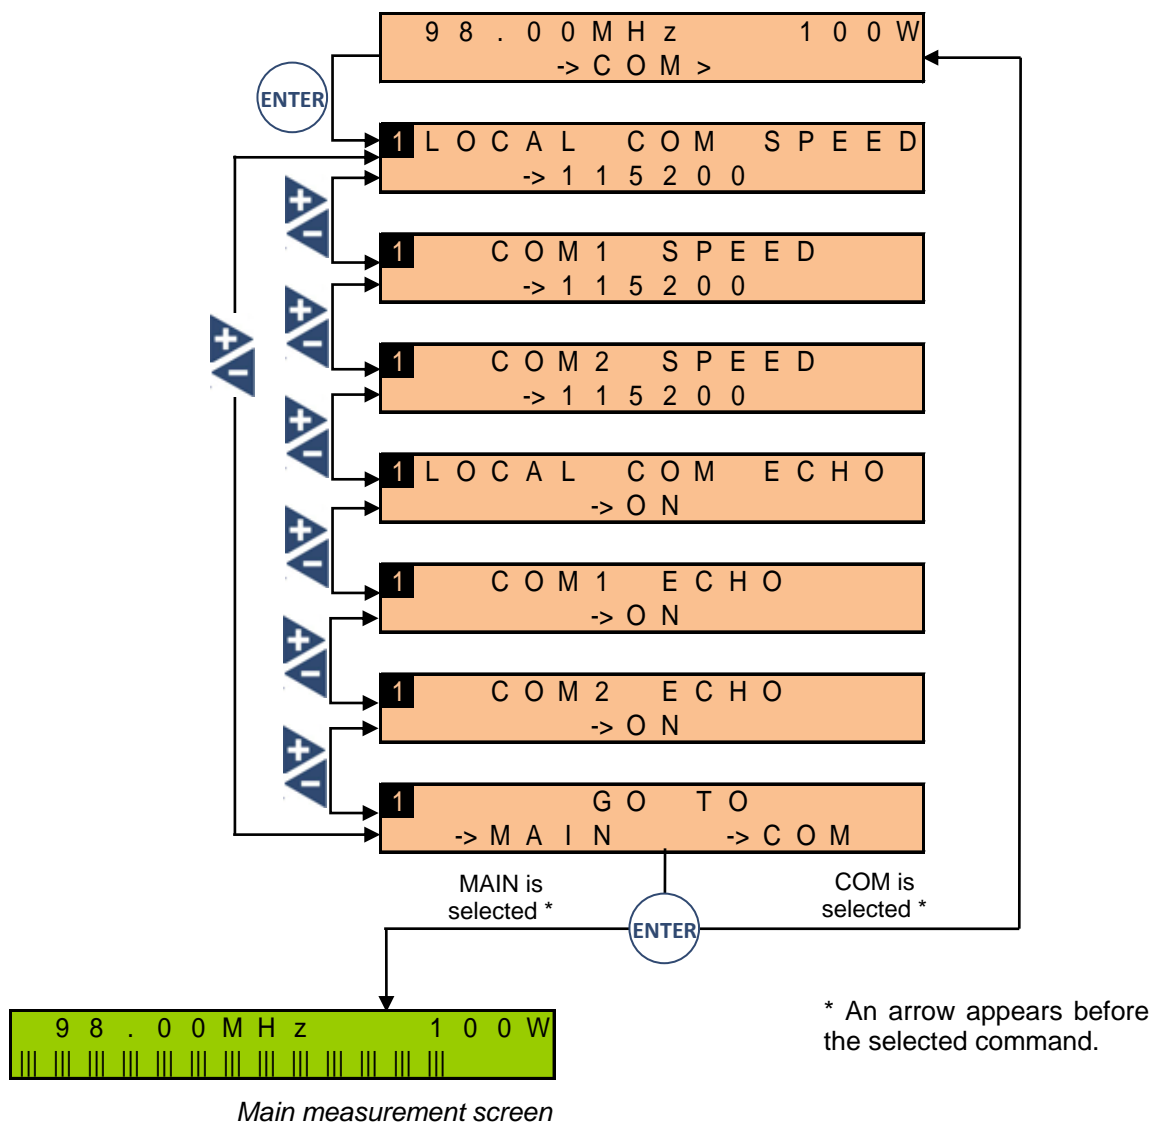 98.00MHz 100W
->COM>
ENTER
1 LOCAL COM SPEED
->115200
+
-
1 COM1 SPEED
->115200
+
-
+
-
1 COM2 SPEED
->115200
+
-
1 LOCAL COM ECHO
->ON
+
-
1 COM1 ECHO
->ON
+
-
1 COM2 ECHO
->ON
+
-
1 GO TO
->MAIN ->COM
MAIN is
selected *
COM is
selected *
ENTER
98.00MHz 100W
* An arrow appears before
the selected command.
Main measurement screen